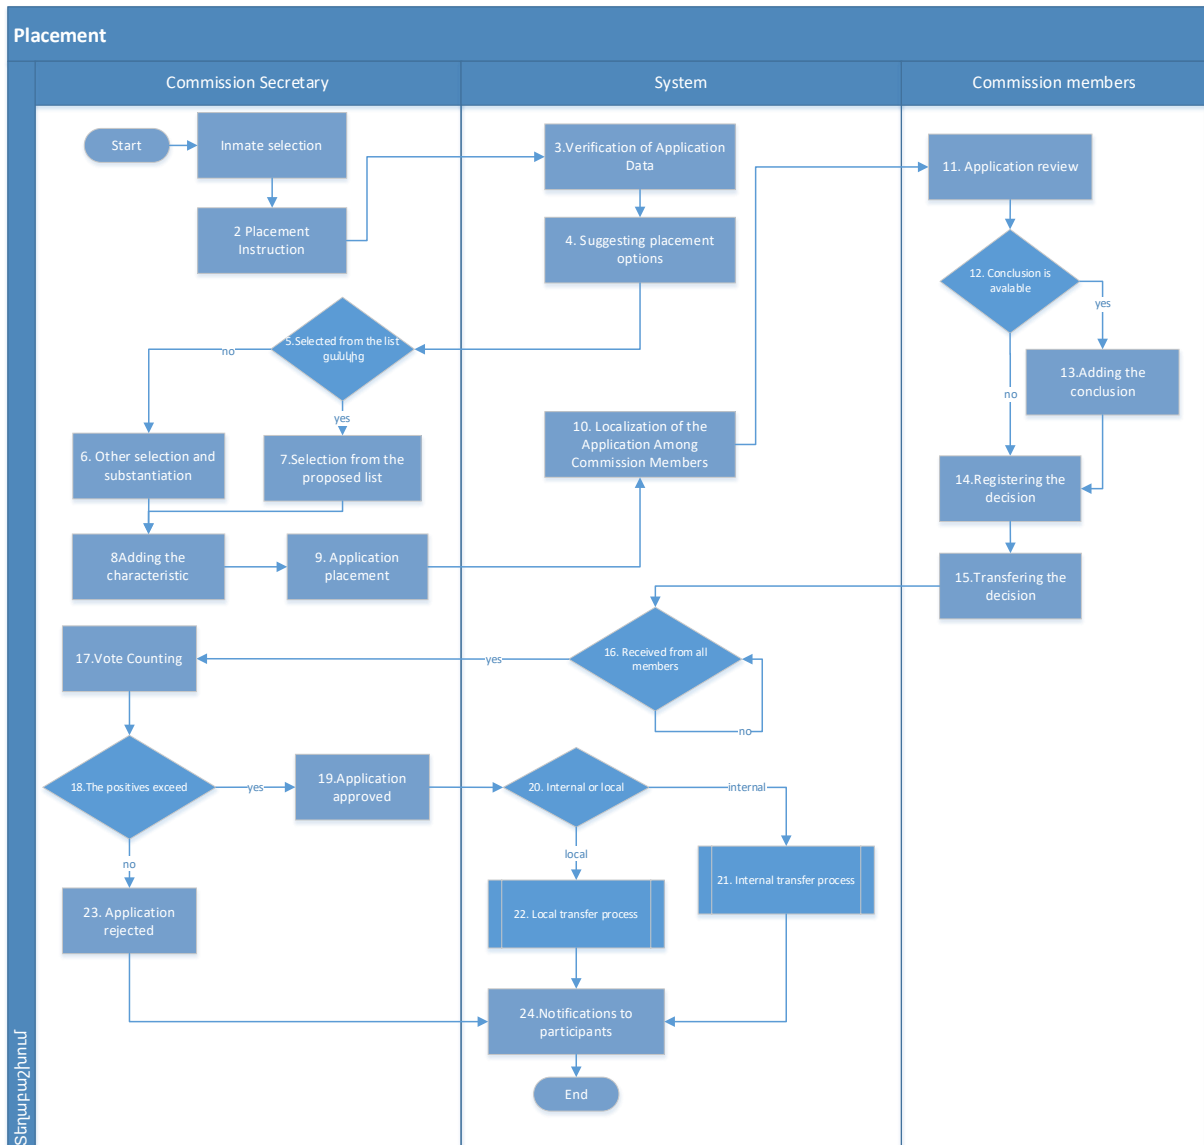 Placement
Commission Secretary
System
Commission members
Տեղաբաշխում
Start
Inmate selection
2 Placement
Instruction
3.Verification of Application
Data
4. Suggesting placement
options
5.Selected from the list
ցանկից
no
yes
6. Other selection and
substantiation
7.Selection from the
proposed list
8Adding the
characteristic
9. Application
placement
10. Localization of the
Application Among
Commission Members
11. Application review
12. Conclusion is
avalable
yes
no
13.Adding the
conclusion
14.Registering the
decision
15.Transfering the
decision
16. Received from all
members
yes
no
17.Vote Counting
18.The positives exceed
yes
no
19.Application
approved
20. Internal or local
internal
local
21. Internal transfer process
22. Local transfer process
23. Application
rejected
24.Notifications to
participants
End